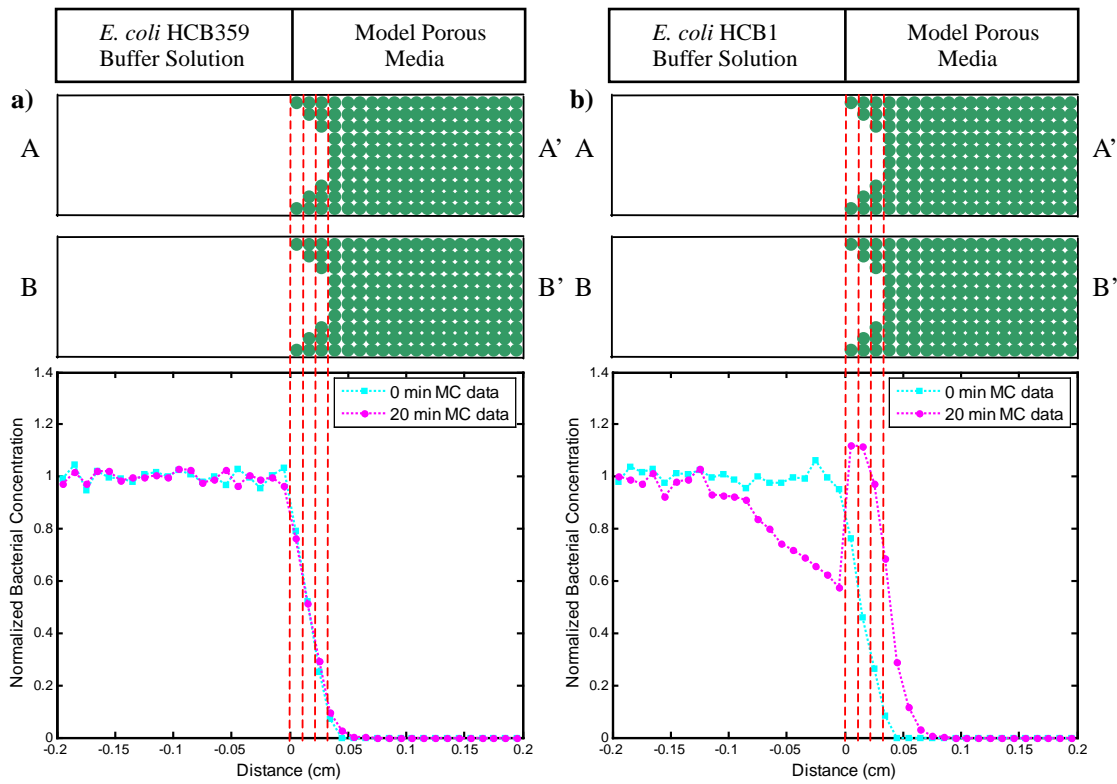 E. coli HCB359
Buffer Solution
Model Porous
Media
E. coli HCB1
Buffer Solution
Model Porous
Media
a)
A
A'
B
B'
b)
A
A'
B
B'
Normalized Bacterial Concentration
1.4
1.2
1
0.8
0.6
0.4
0.2
0
0 min MC data
20 min MC data
-0.2 -0.15 -0.1 -0.05 0 0.05 0.1 0.15 0.2
Distance (cm)
Normalized Bacterial Concentration
1.4
1.2
1
0.8
0.6
0.4
0.2
0
0 min MC data
20 min MC data
-0.2 -0.15 -0.1 -0.05 0 0.05 0.1 0.15 0.2
Distance (cm)